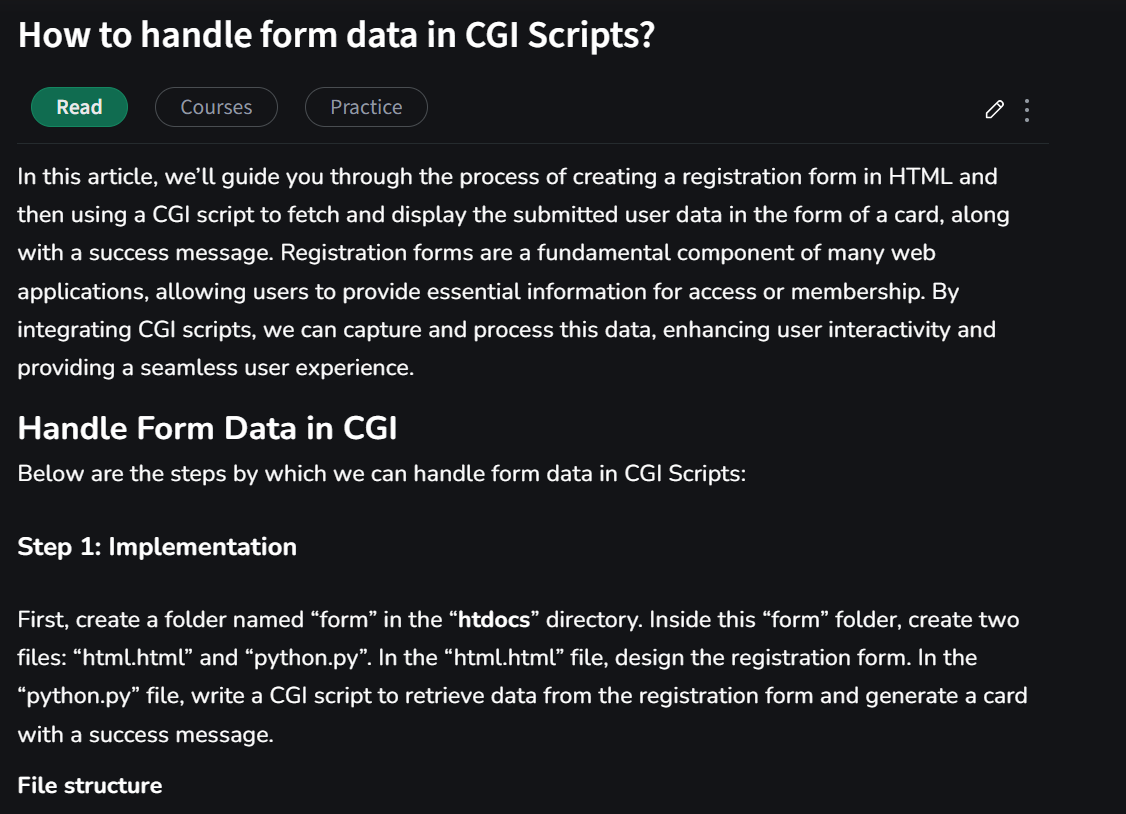 How to handle form data in CGI Scripts?
Read
Courses
Practice
In this article, we’ll guide you through the process of creating a registration form in HTML and
then using a CGI script to fetch and display the submitted user data in the form of a card, along
with a success message. Registration forms are a fundamental component of many web
applications, allowing users to provide essential information for access or membership. By
integrating CGI scripts, we can capture and process this data, enhancing user interactivity and
providing a seamless user experience.
Handle Form Data in CGI
Below are the steps by which we can handle form data in CGI Scripts:
Step 1: Implementation
First, create a folder named “form” in the “htdocs” directory. Inside this “form” folder, create two
files: “html.html” and “python.py”. In the “html.html” file, design the registration form. In the
“python.py” file, write a CGI script to retrieve data from the registration form and generate a card
with a success message.
File structure